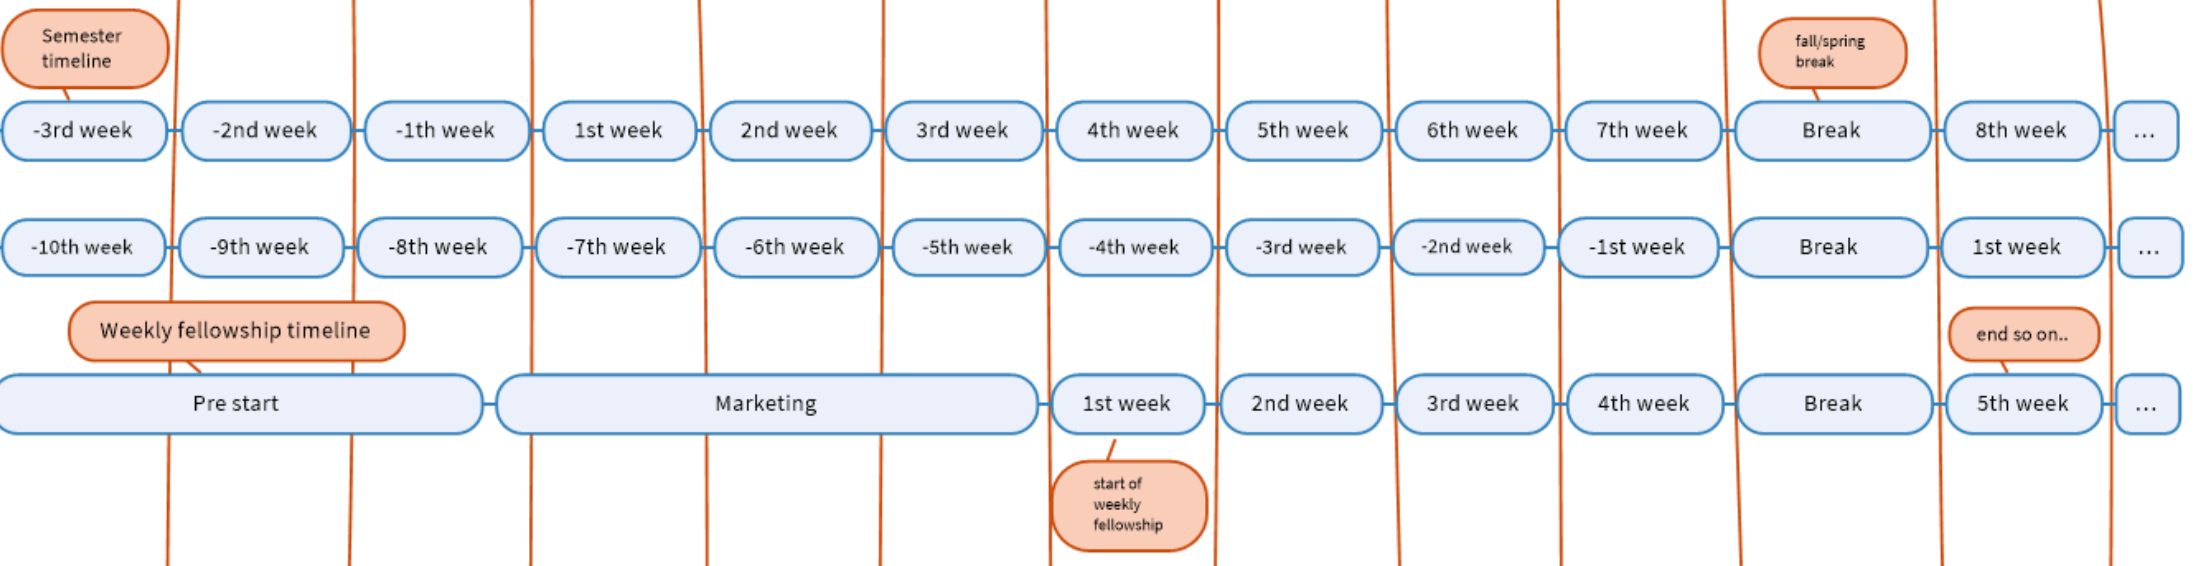 Semester
timeline
fall/spring
break
-3rd week
-2nd week
-1th week
1st week
2nd week
3rd week
4th week
5th week
6th week
7th week
Break
8th week
...
-10th week
-9th week
-8th week
-7th week
-6th week
-5th week
-4th week
-3rd week
-2nd week
-1st week
Break
1st week
...
Weekly fellowship timeline
end so on..
Pre start
Marketing
1st week
2nd week
3rd week
4th week
Break
5th week
...
start of
weekly
fellowship